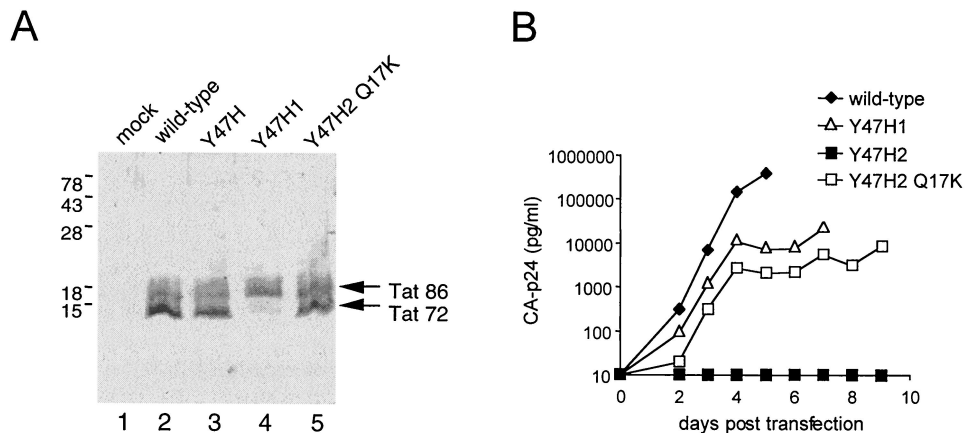 A
mock
wild-type
Y47H
Y47H1
Y47H2 Q17K
78
43
28
18
15
Tat 86
Tat 72
1 2 3 4 5
B
wild-type
Y47H1
Y47H2
Y47H2 Q17K
CA-p24 (pg/ml)
1000000
100000
10000
1000
100
10
0 2 4 6 8 10
days post transfection